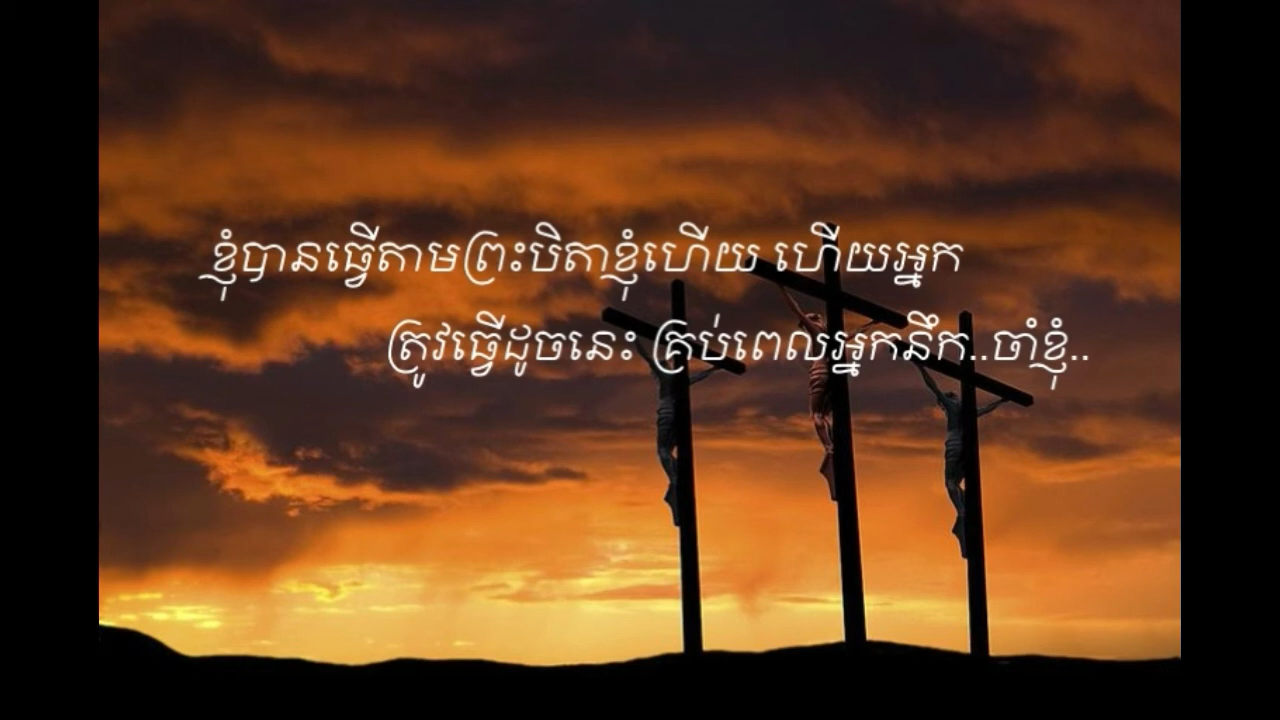 ខ្ញុំបានធ្វើតាមព្រះបិតាខ្ញុំហើយ ហើយអ្នក
ត្រូវធ្វើដូចនេះ គ្រប់ពេលអ្នកនឹក..ចាំខ្ញុំ..